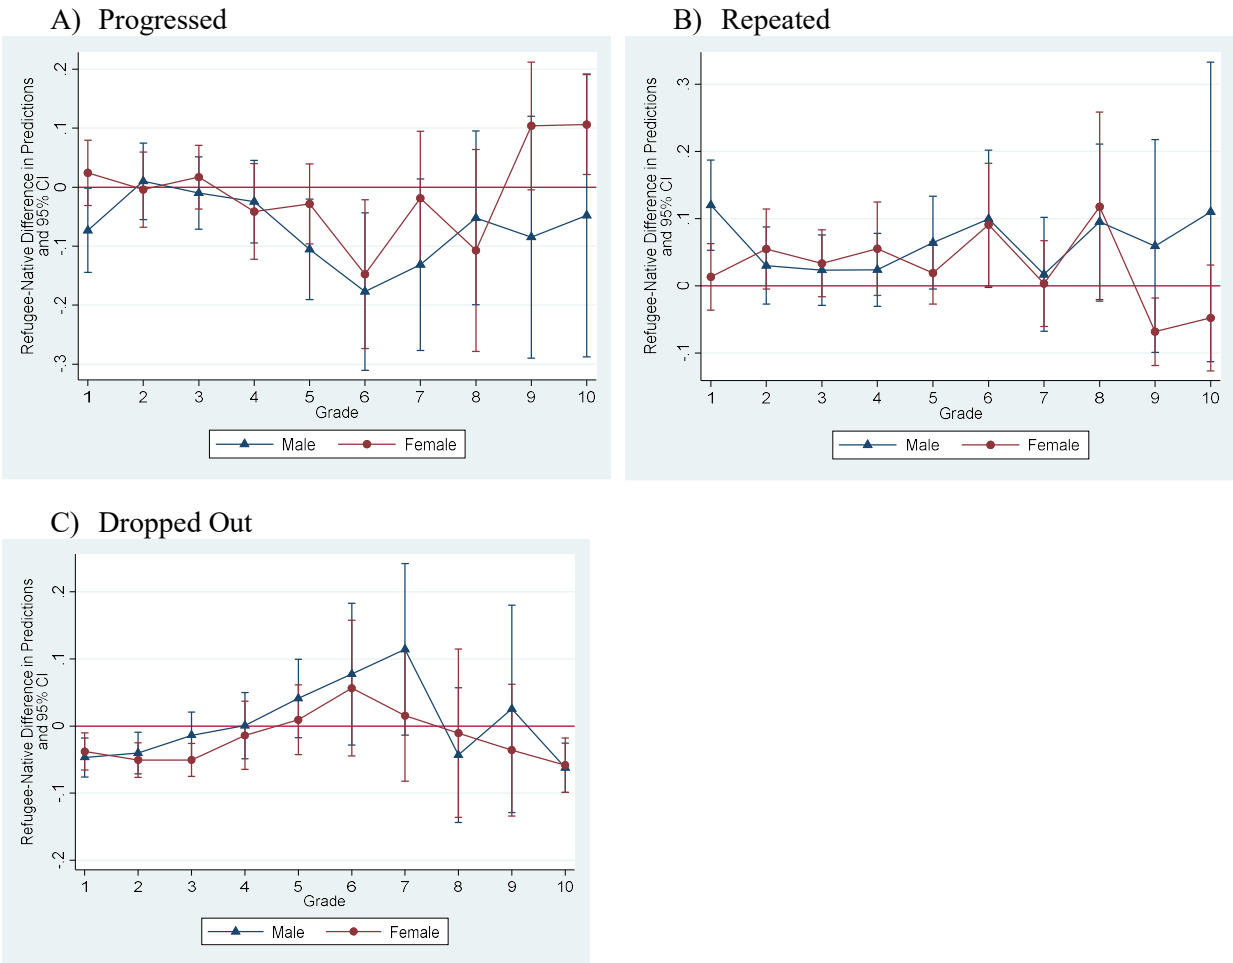 A) Progressed
Refugee-Native Difference in Predictions
and 95% CI
.2
.1
0
-.1
-.2
-.3
1 2 3 4 5 6 7 8 9 10
Grade
Male Female
B) Repeated
Refugee-Native Difference in Predictions
and 95% CI
.3
.2
.1
0
-.1
1 2 3 4 5 6 7 8 9 10
Grade
Male Female
C) Dropped Out
Refugee-Native Difference in Predictions
and 95% CI
.2
.1
0
-.1
-.2
1 2 3 4 5 6 7 8 9 10
Grade
Male Female